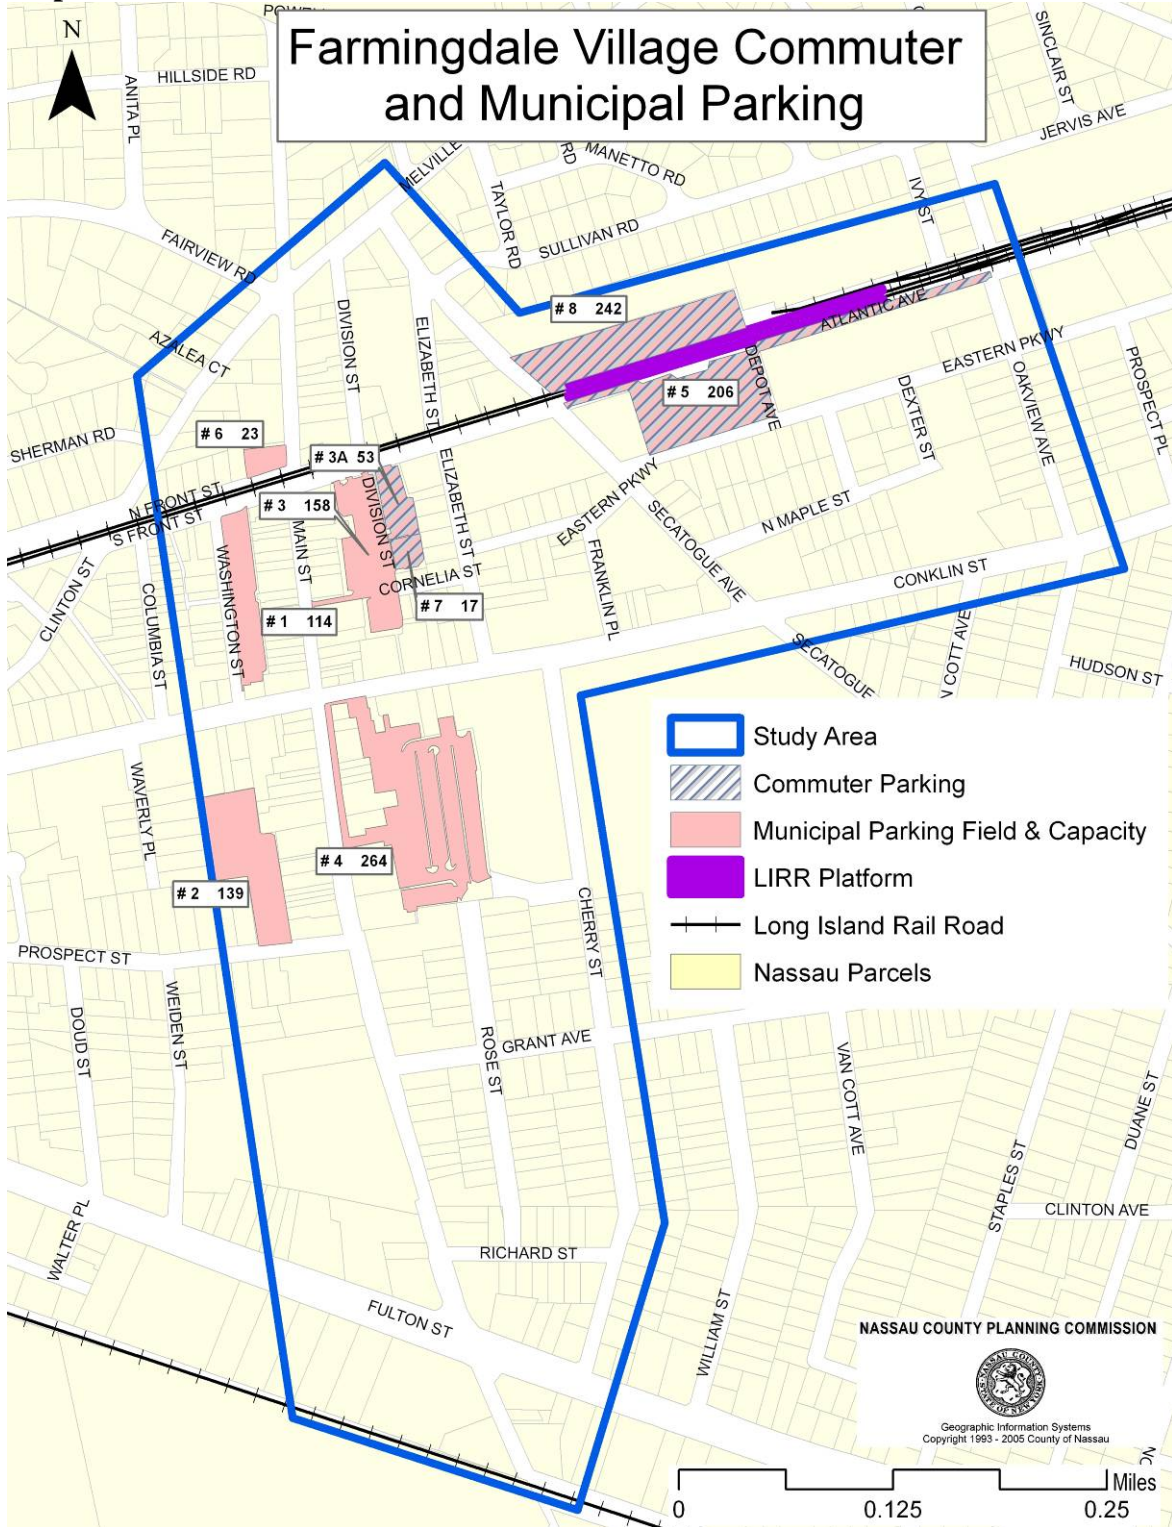 N
Farmingdale Village Commuter
and Municipal Parking
HILLSIDE RD
ANITA PL
SINCLAIR ST
JERVIS AVE
MELVILLE
RD
MANETTO RD
IVY ST
TAYLOR RD
SULLIVAN RD
FAIRVIEW RD
# 8 242
DIVISION ST
ELIZABETH ST
AZALEA CT
ATLANTIC AVE
DEPOT AVE
EASTERN PKWY
PROSPECT PL
OAKVIEW AVE
# 5 206
DEXTER ST
SHERMAN RD
# 6 23
# 3A 53
# 3 158
N FRONT ST
S FRONT ST
MAIN ST
DIVISION ST
ELIZABETH ST
EASTERN PKWY
SECATOGUE AVE
N MAPLE ST
CLINTON ST
COLUMBIA ST
WASHINGTON ST
CORNELIA ST
FRANKLIN PL
CONKLIN ST
# 1 114
# 7 17
SECATOGUE
N COTT AVE
HUDSON ST
Study Area
Commuter Parking
Municipal Parking Field & Capacity
LIRR Platform
Long Island Rail Road
Nassau Parcels
WAVERLY PL
# 4 264
# 2 139
CHERRY ST
PROSPECT ST
WEIDEN ST
DOUD ST
ROSE ST
GRANT AVE
VAN COTT AVE
DUANE ST
STAPLES ST
CLINTON AVE
WALTER PL
RICHARD ST
FULTON ST
WILLIAM ST
NASSAU COUNTY PLANNING COMMISSION
Geographic Information Systems
Copyright 1993 - 2005 County of Nassau
Miles
0 0.125 0.25